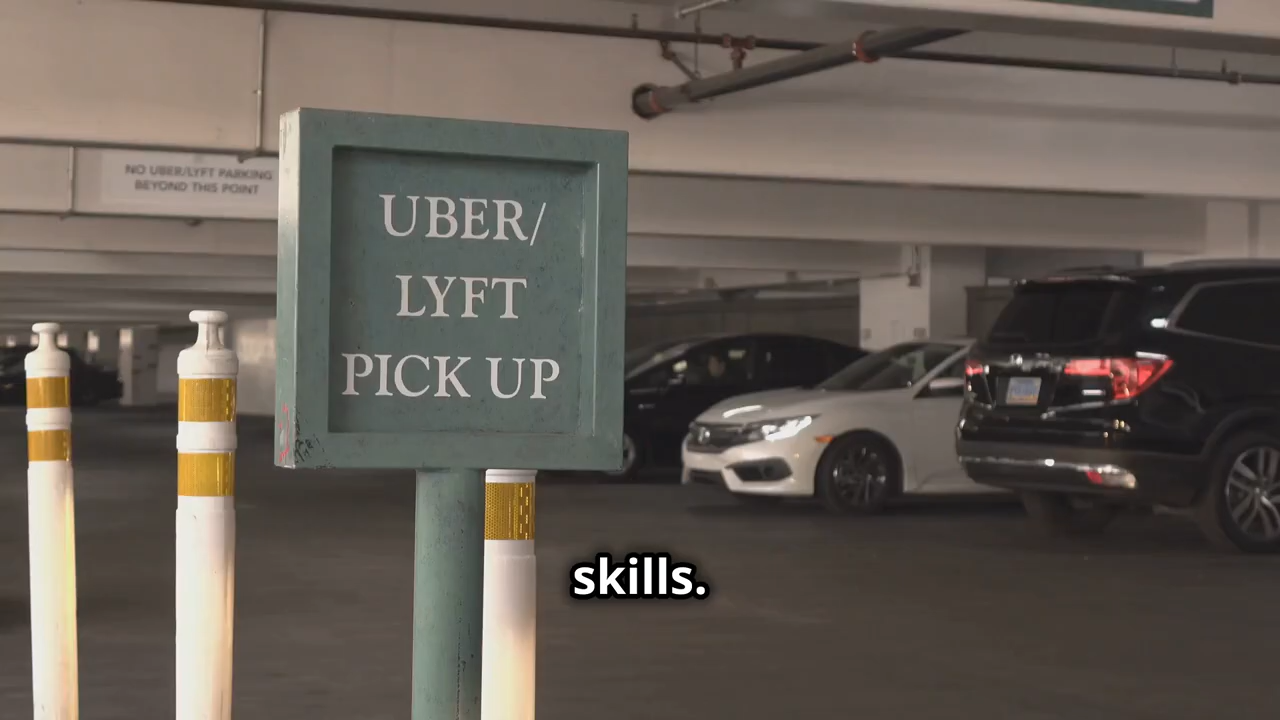 NO UBER/LYFT PARKING
BEYOND THIS POINT
UBER/
LYFT
PICK UP
skills.